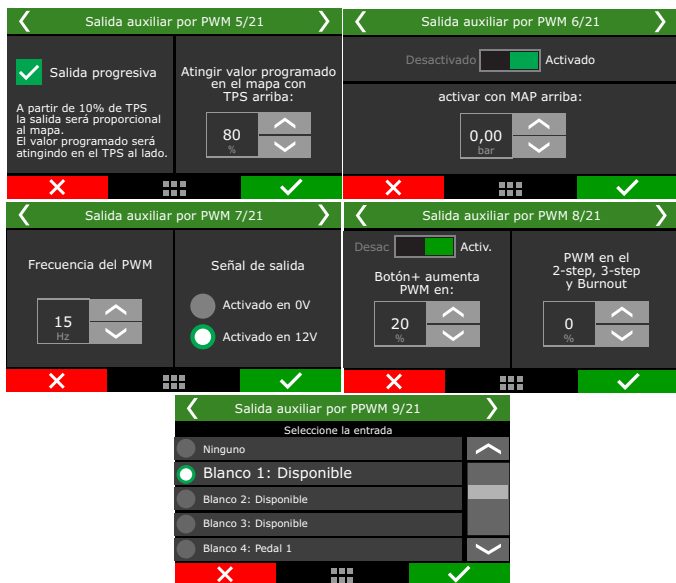 Salida auxiliar por PWM 5/21
Salida progresiva
A partir de 10% de TPS
la salida será proporcional
al mapa.
El valor programado será
atingindo en el TPS al lado.
Atingir valor programado
en el mapa con
TPS arriba:
80
%
Salida auxiliar por PWM 6/21
Desactivado
Activado
activar con MAP arriba:
0,00
bar
Salida auxiliar por PWM 7/21
Frecuencia del PWM
15
Hz
Señal de salida
Activado en 0V
Activado en 12V
Salida auxiliar por PWM 8/21
Desac
Activ.
Botón+ aumenta
PWM en:
20
%
PWM en el
2-step, 3-step
y Burnout
0
%
Salida auxiliar por PPWM 9/21
Seleccione la entrada
Ninguno
Blanco 1: Disponible
Blanco 2: Disponible
Blanco 3: Disponible
Blanco 4: Pedal 1